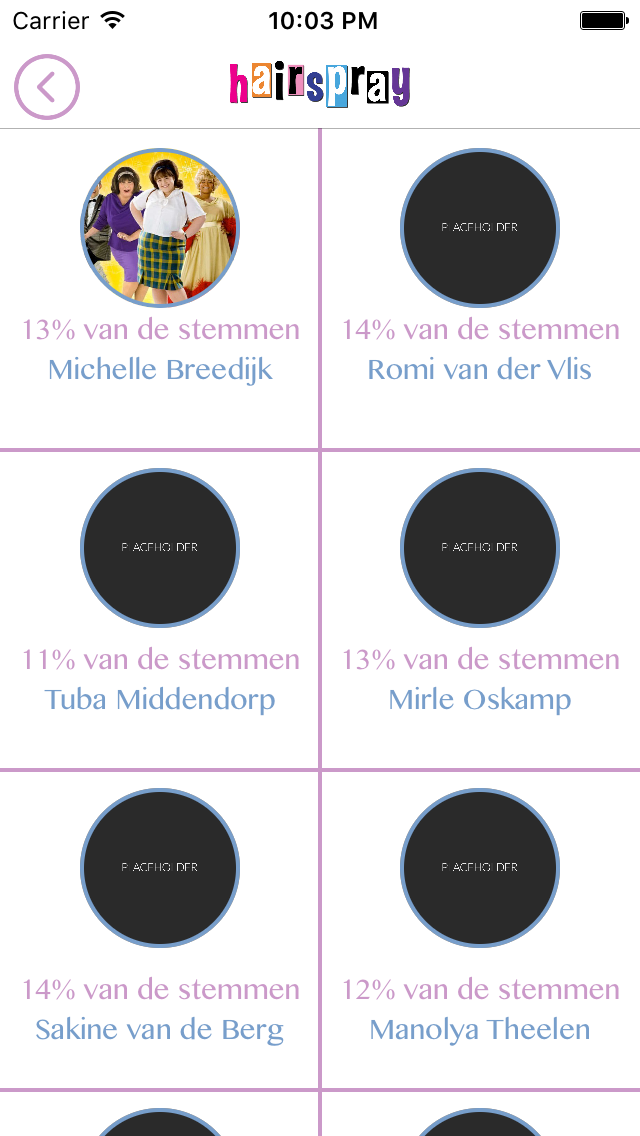 Carrier 10:03 PM
hairspray
PLACEHOLDER
13% van de stemmen 14% van de stemmen
Michelle Breedijk Romi van der Vlis
PLACEHOLDER PLACEHOLDER
11% van de stemmen 13% van de stemmen
Tuba Middendorp Mirle Oskamp
PLACEHOLDER PLACEHOLDER
14% van de stemmen 12% van de stemmen
Sakine van de Berg Manolya Theelen